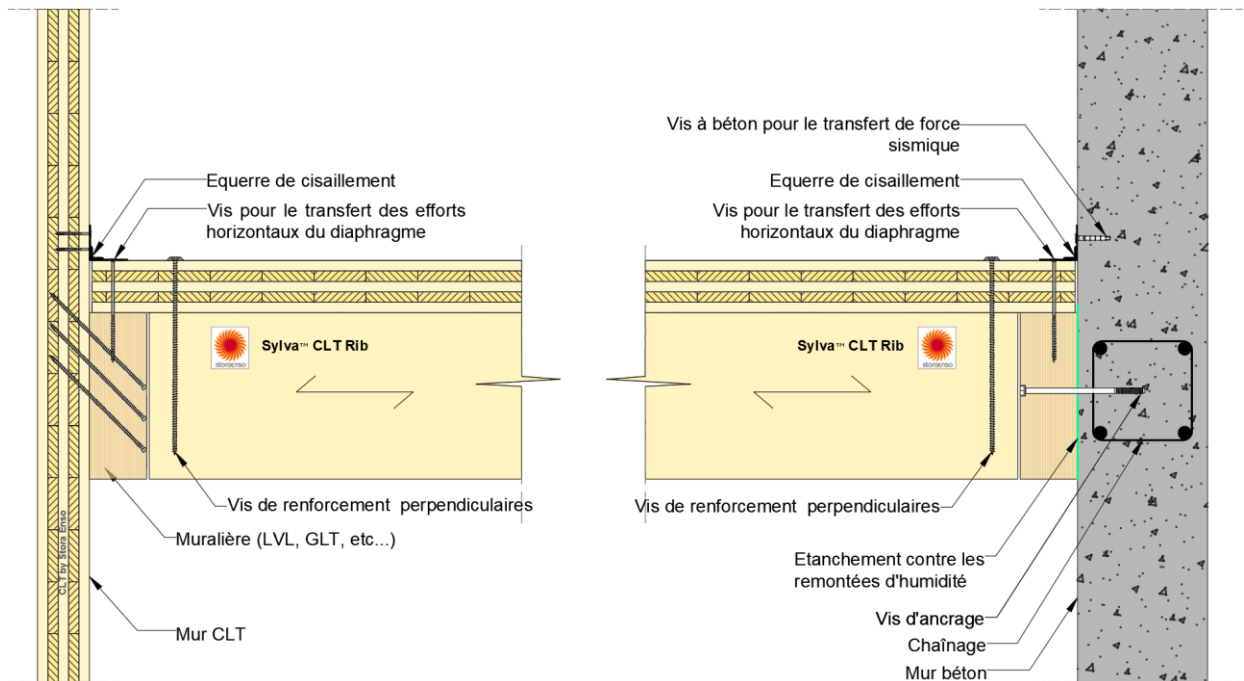 Equerre de cisaillement
Vis pour le transfert des efforts
horizontaux du diaphragme
Sylva™ CLT Rib
storaenso
Vis de renforcement perpendiculaires
Muralière (LVL, GLT, etc...)
CLT by Stora Enso
Mur CLT
Vis à béton pour le transfert de force
sismique
Equerre de cisaillement
Vis pour le transfert des efforts
horizontaux du diaphragme
Sylva™ CLT Rib
storaenso
Vis de renforcement perpendiculaires
Etanchement contre les
remontées d'humidité
Vis d'ancrage
Chaînage
Mur béton